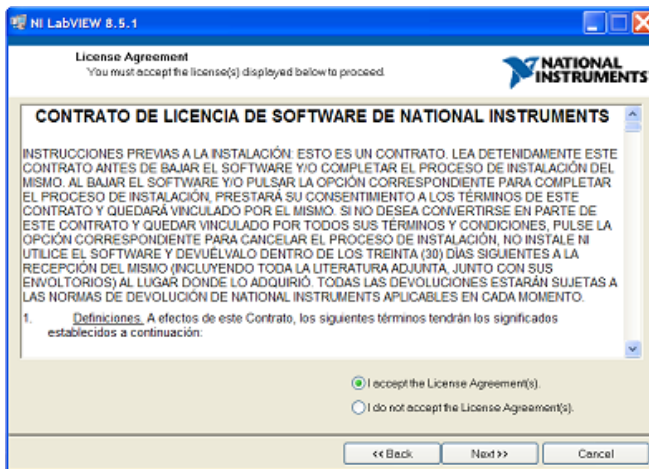 NI LabVIEW 8.5.1
License Agreement
You must accept the license(s) displayed below to proceed.
NATIONAL
INSTRUMENTS
CONTRATO DE LICENCIA DE SOFTWARE DE NATIONAL INSTRUMENTS
INSTRUCCIONES PREVIAS A LA INSTALACIÓN: ESTO ES UN CONTRATO. LEA DETENIDAMENTE ESTE
CONTRATO ANTES DE BAJAR EL SOFTWARE Y/O COMPLETAR EL PROCESO DE INSTALACIÓN DEL
MISMO. AL BAJAR EL SOFTWARE Y/O PULSAR LA OPCIÓN CORRESPONDIENTE PARA COMPLETAR
EL PROCESO DE INSTALACIÓN, PRESTARÁ SU CONSENTIMIENTO A LOS TÉRMINOS DE ESTE
CONTRATO Y QUEDARÁ VINCULADO POR EL MISMO. SI NO DESEA CONVERTIRSE EN PARTE DE
ESTE CONTRATO Y QUEDAR VINCULADO POR TODOS SUS TÉRMINOS Y CONDICIONES, PULSE LA
OPCIÓN CORRESPONDIENTE PARA CANCELAR EL PROCESO DE INSTALACIÓN, NO INSTALE NI
UTILICE EL SOFTWARE Y DEVUÉLVALO DENTRO DE LOS TREINTA (30) DÍAS SIGUIENTES A LA
RECEPCIÓN DEL MISMO (INCLUYENDO TODA LA LITERATURA ADJUNTA, JUNTO CON SUS
ENVOLTORIOS) AL LUGAR DONDE LO ADQUIRIÓ. TODAS LAS DEVOLUCIONES ESTARÁN SUJETAS A
LAS NORMAS DE DEVOLUCIÓN DE NATIONAL INSTRUMENTS APLICABLES EN CADA MOMENTO.
1. Definiciones. A efectos de este Contrato, los siguientes términos tendrán los significados
establecidos a continuación:
I accept the License Agreement(s).
I do not accept the License Agreement(s).
<< Back Next >> Cancel